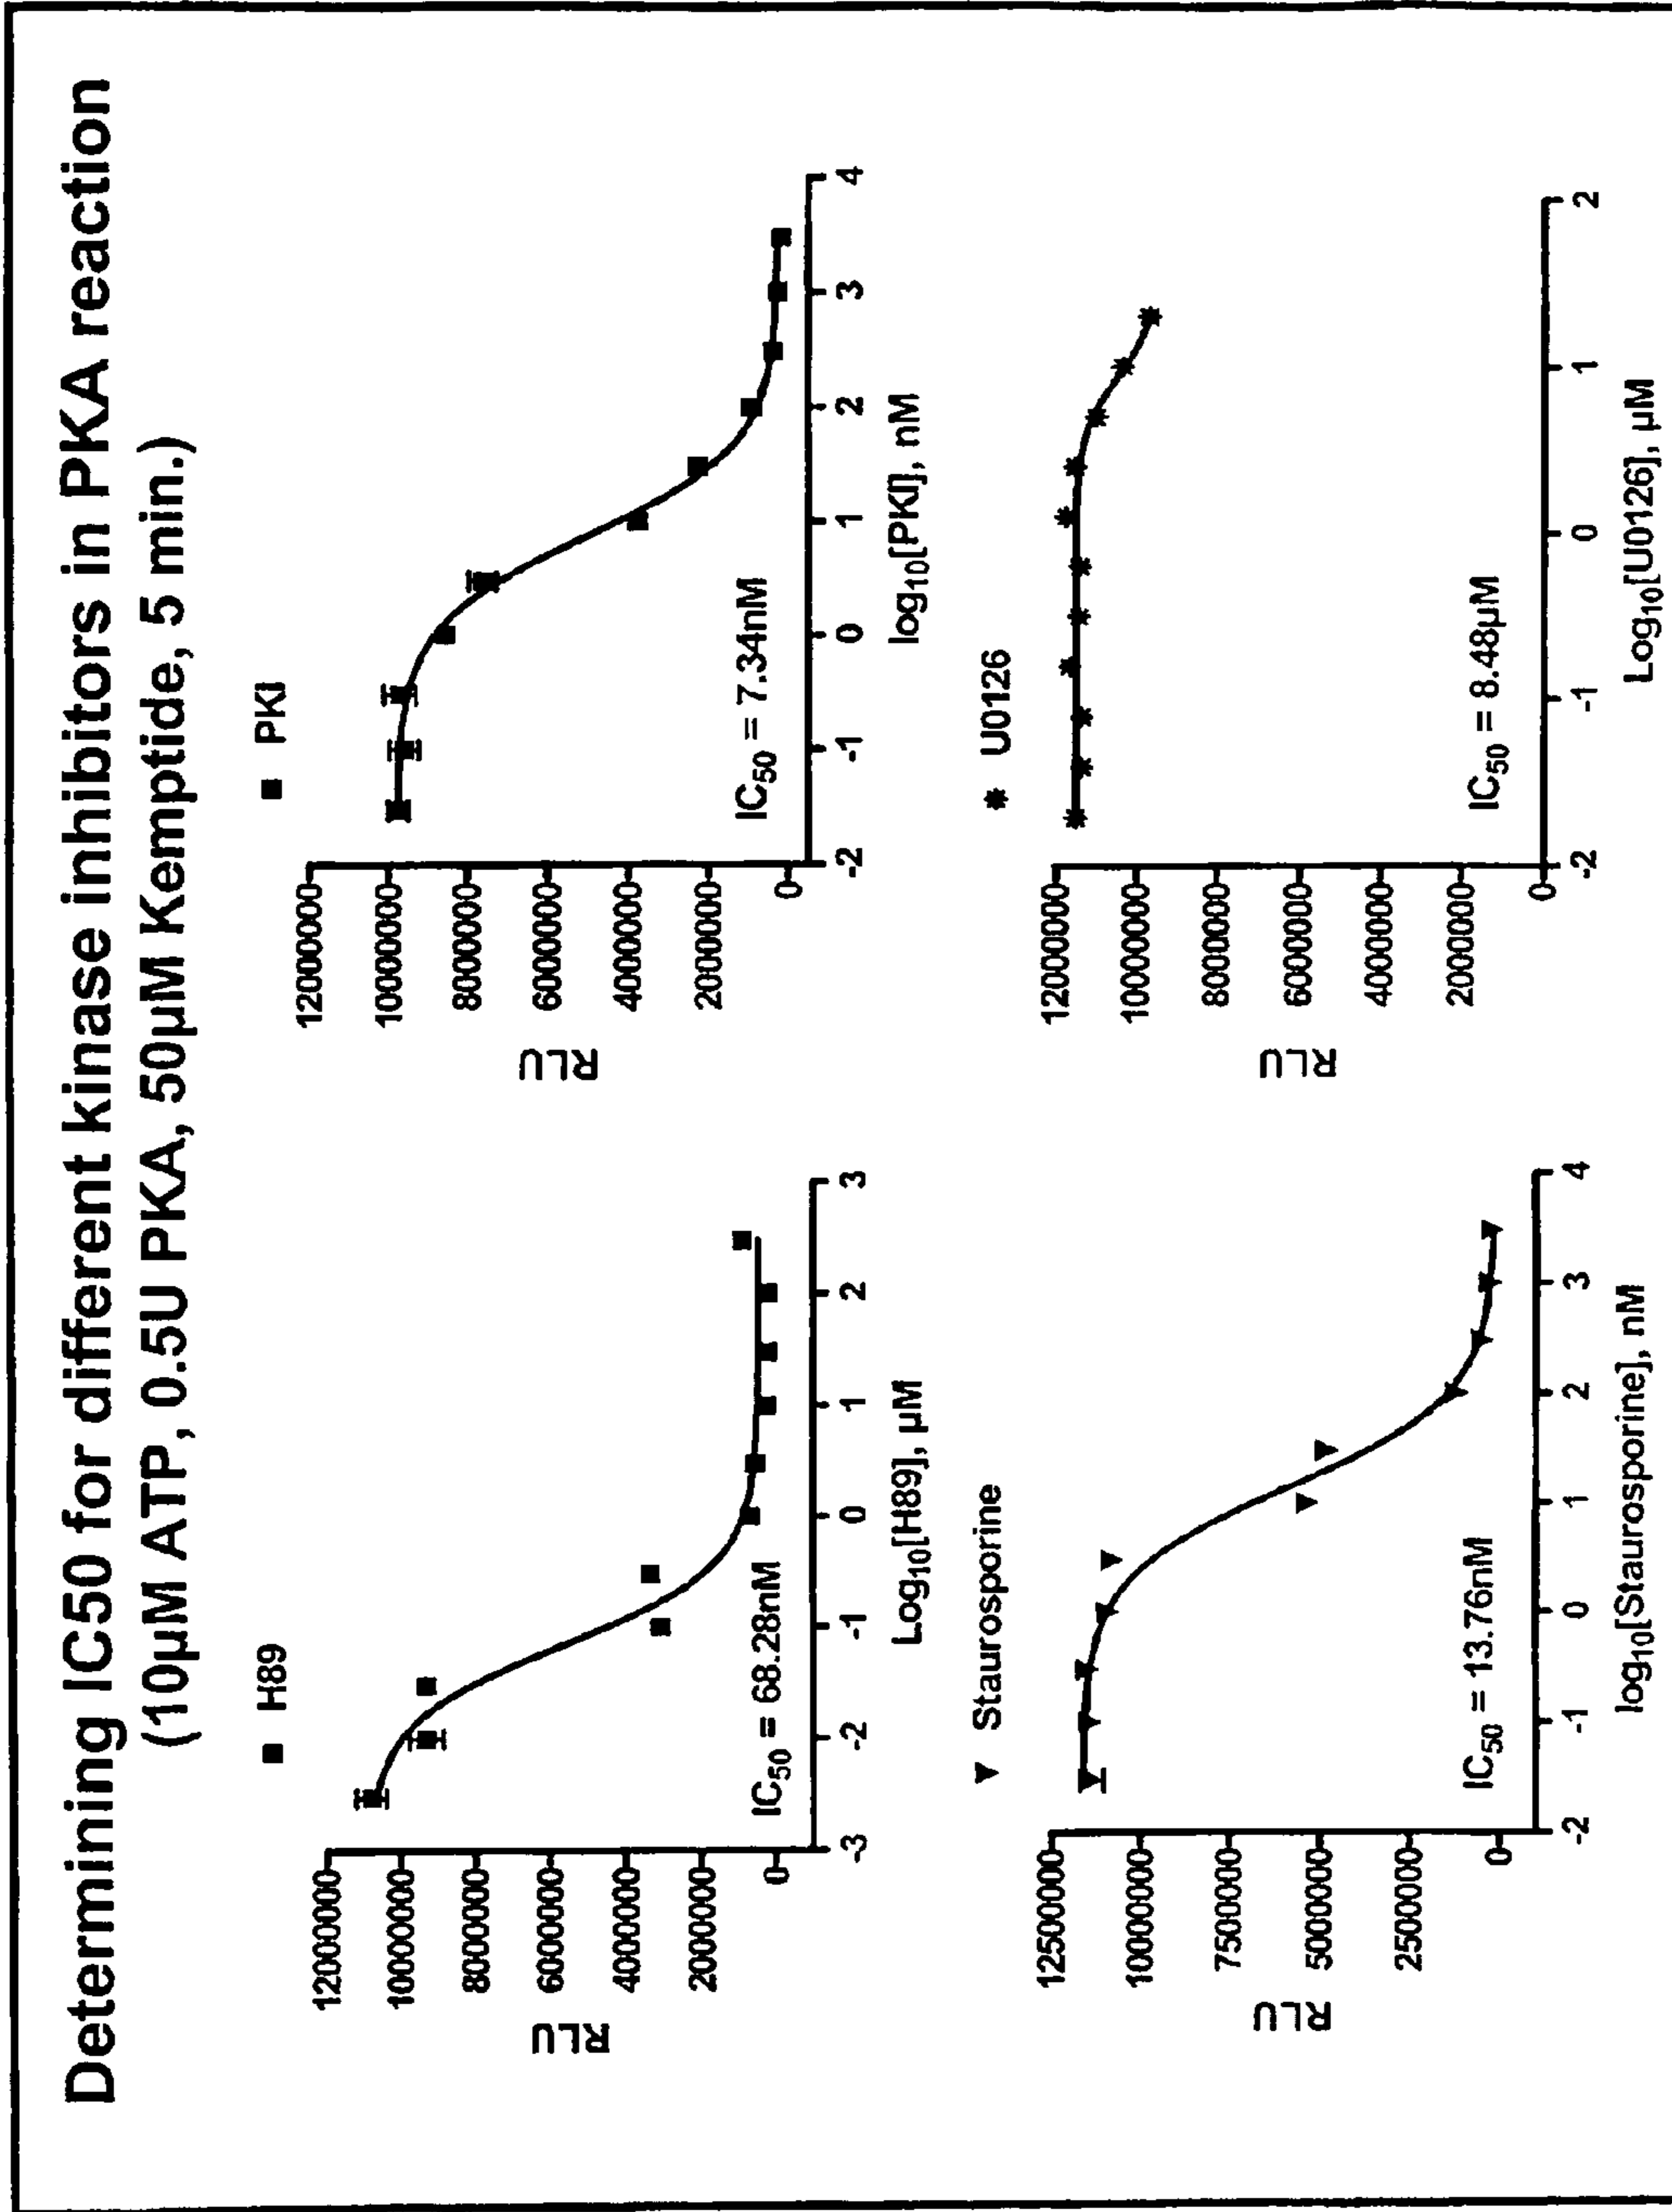 Determining IC50 for different kinase inhibitors in PKA reaction
(10µM ATP, 0.5U PKA, 50µM Kemptide, 5 min.)
■ H89
RLU
12000000
10000000
8000000
6000000
4000000
2000000
0
-3 -2 -1 0 1 2 3
IC50 = 68.28nM
Log10[H89], µM
■ PKI
RLU
12000000
10000000
8000000
6000000
4000000
2000000
0
-2 -1 0 1 2 3 4
IC50 = 7.34nM
log10[PKI], nM
▼ Staurosporine
RLU
12500000
10000000
7500000
5000000
2500000
0
-2 -1 0 1 2 3 4
IC50 = 13.76nM
log10[Staurosporine], nM
* U0126
RLU
12000000
10000000
8000000
6000000
4000000
2000000
0
-2 -1 0 1 2
IC50 = 8.48µM
Log10[U0126], µM